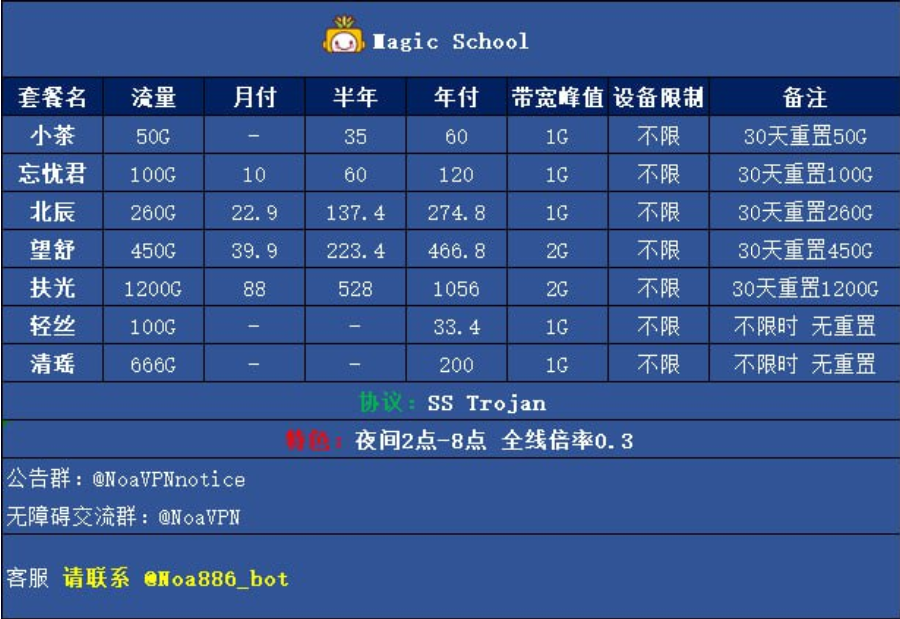 Magic School
套餐名 流量 月付 半年 年付 带宽峰值 设备限制 备注
小茶 50G - 35 60 1G 不限 30天重置50G
忘忧君 100G 10 60 120 1G 不限 30天重置100G
北辰 260G 22.9 137.4 274.8 1G 不限 30天重置260G
望舒 450G 39.9 223.4 466.8 2G 不限 30天重置450G
扶光 1200G 88 528 1056 2G 不限 30天重置1200G
轻丝 100G - - 33.4 1G 不限 不限时 无重置
清瑶 666G - - 200 1G 不限 不限时 无重置
协议：SS Trojan
特色：夜间2点-8点 全线倍率0.3
公告群：@NoaVPNnotice
无障碍交流群：@NoaVPN
客服 请联系 @Noa886_bot